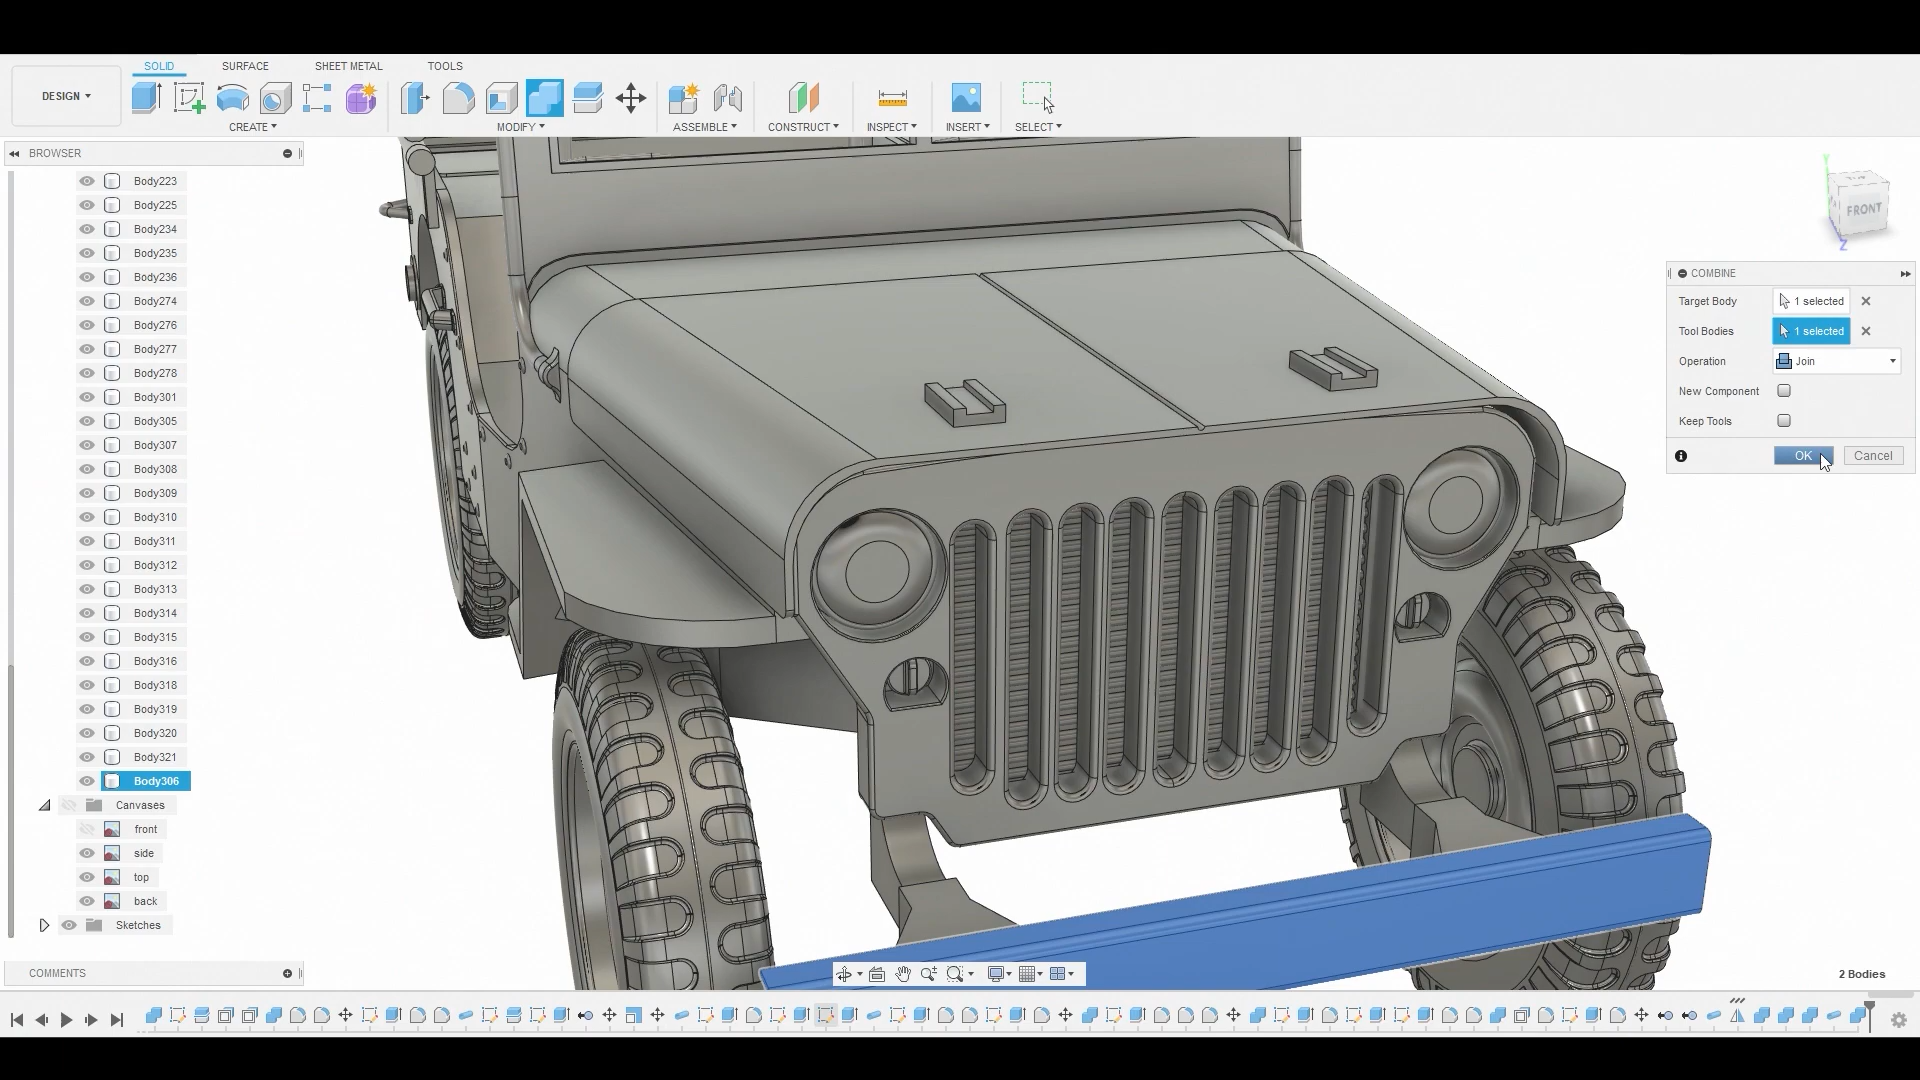 SOLID SURFACE SHEET METAL TOOLS
DESIGN
CREATE MODIFY ASSEMBLE CONSTRUCT INSPECT INSERT SELECT
BROWSER
Body223
Body225
Body234
Body235
Body236
Body274
Body276
Body277
Body278
Body301
Body305
Body307
Body308
Body309
Body310
Body311
Body312
Body313
Body314
Body315
Body316
Body318
Body319
Body320
Body321
Body306
Canvases
front
side
top
back
Sketches
COMMENTS
Y
TOP
FRONT
Z
COMBINE
Target Body 1 selected
Tool Bodies 1 selected
Operation Join
New Component
Keep Tools
OK Cancel
2 Bodies